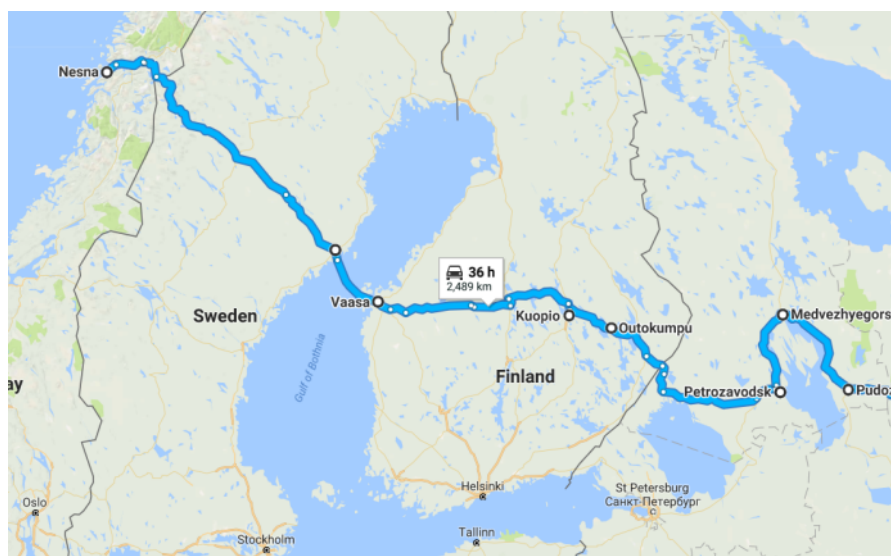 Nesna
36 h
2,489 km
Vaasa
Sweden
Kuopio
Outokumpu
Medvezhyegors
Gulf of Bothnia
Finland
Petrozavodsk
Pudoz
ay
Oslo
Helsinki
St Petersburg
Санкт-Петербург
Stockholm
Tallinn